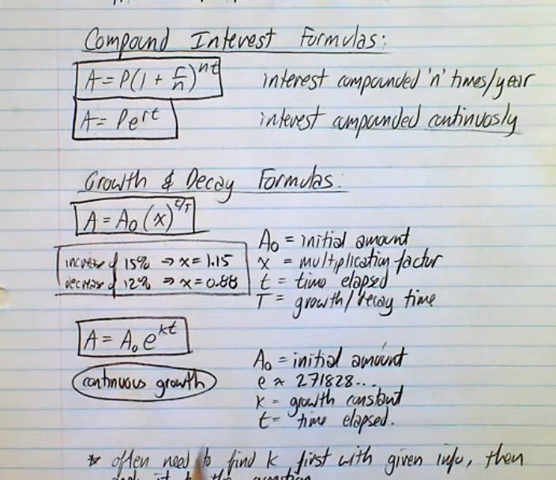 Compound Interest Formulas:
A = P(1 + r/n)^nt interest compounded 'n' times/year
A = Pe^rt interest compounded continuosly
Growth & Decay Formulas:
A = A₀(x)^t/T
A₀ = initial amount
increase of 15% → x = 1.15 x = multiplication factor
decrease of 12% → x = 0.88 t = time elapsed
T = growth/decay time
A = A₀e^kt
A₀ = initial amount
continuous growth e ≈ 271828...
k = growth constant
t = time elapsed.
* often need to find k first with given info, then
the question